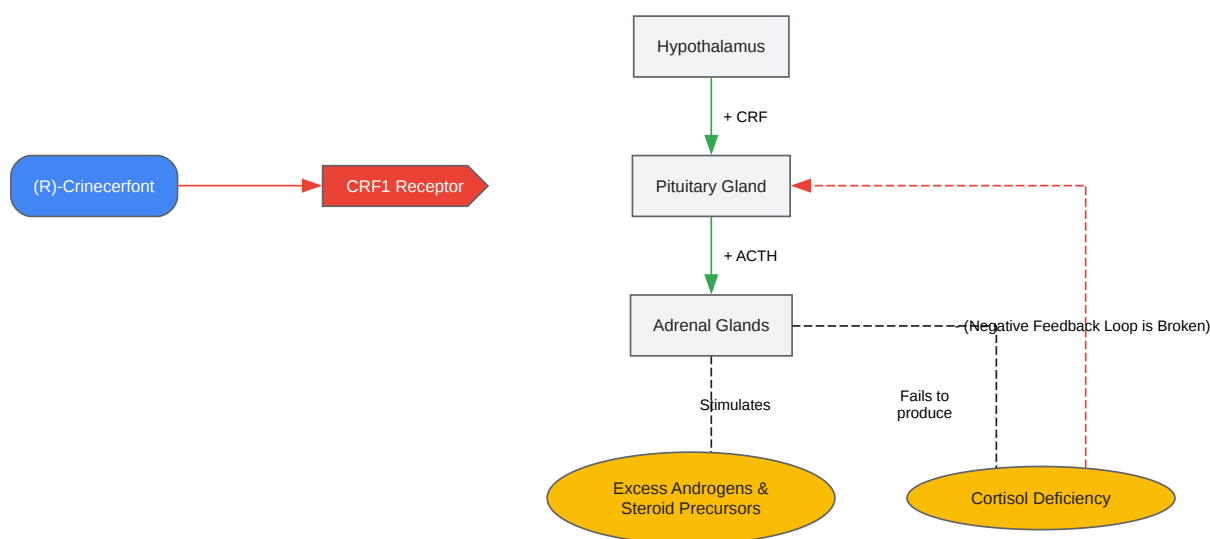 Hypothalamus
+ CRF
(R)-Crinecerfont
CRF1 Receptor
Pituitary Gland
+ ACTH
Adrenal Glands
- (Negative Feedback Loop is Broken)
Stimulates
Fails to
produce
Excess Androgens &
Steroid Precursors
Cortisol Deficiency